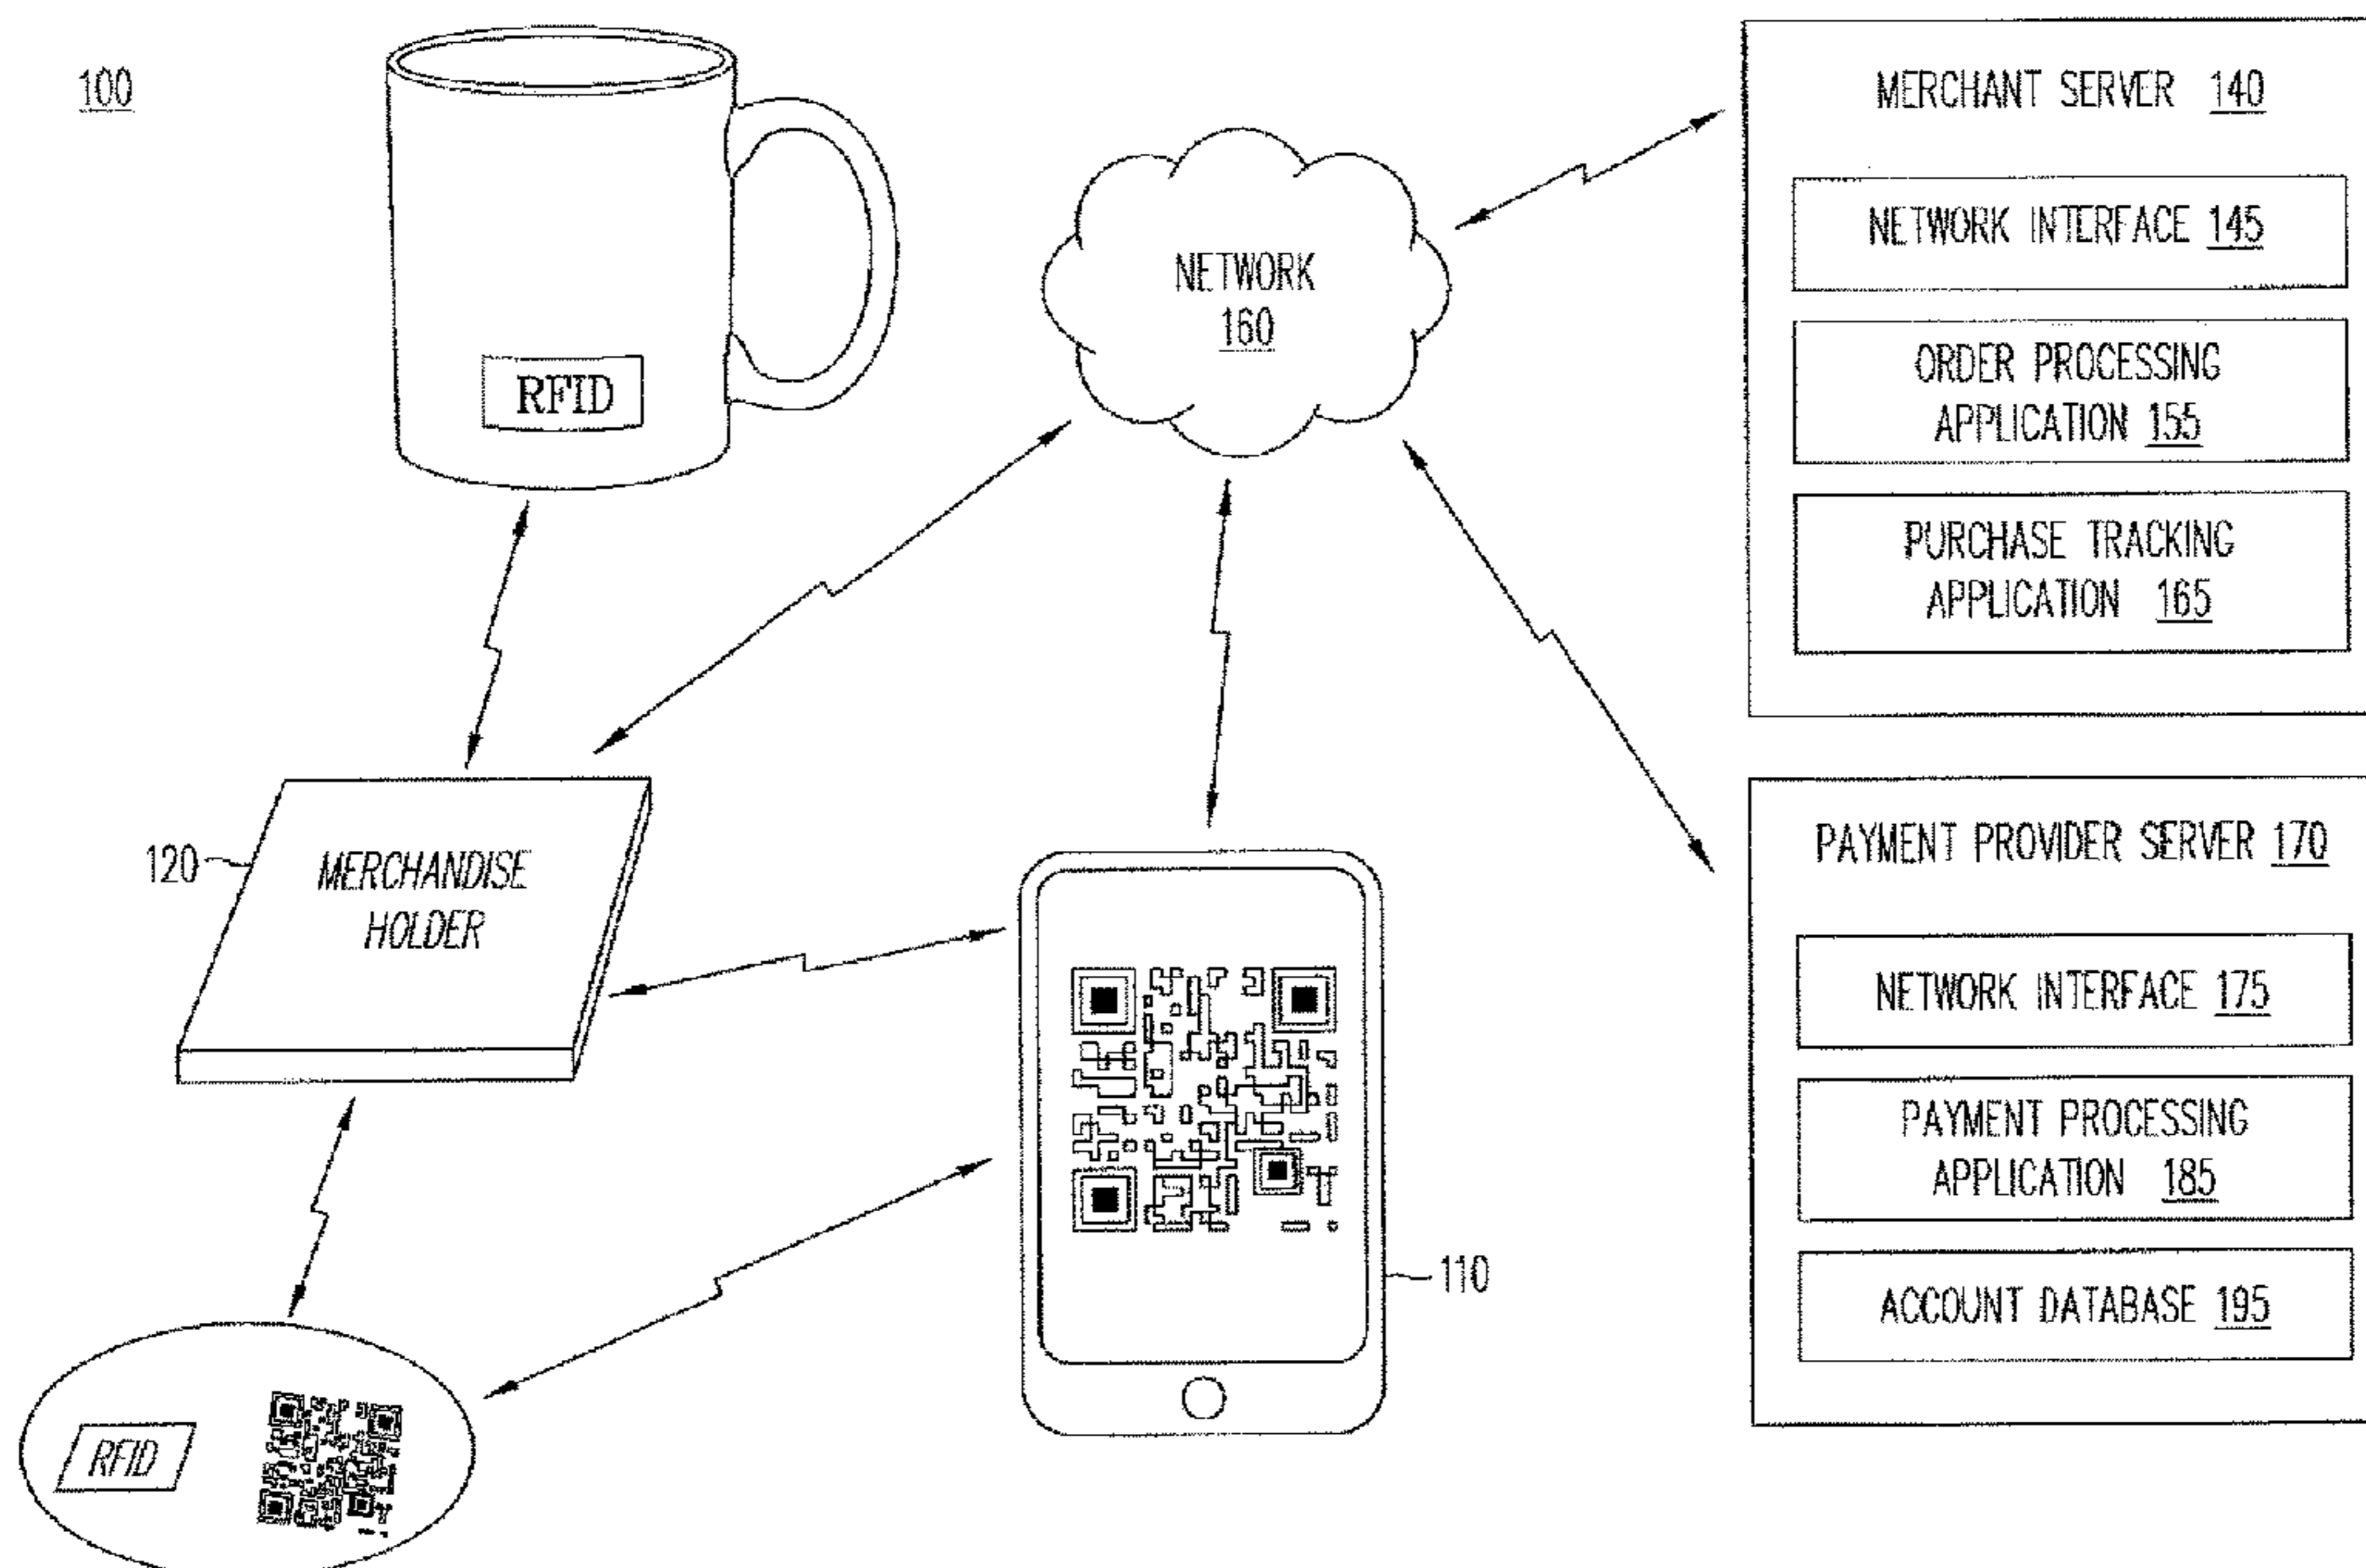 100
RFID
NETWORK
160
MERCHANT SERVER 140
NETWORK INTERFACE 145
ORDER PROCESSING
APPLICATION 155
PURCHASE TRACKING
APPLICATION 165
120
MERCHANDISE
HOLDER
110
PAYMENT PROVIDER SERVER 170
NETWORK INTERFACE 175
PAYMENT PROCESSING
APPLICATION 185
ACCOUNT DATABASE 195
RFID